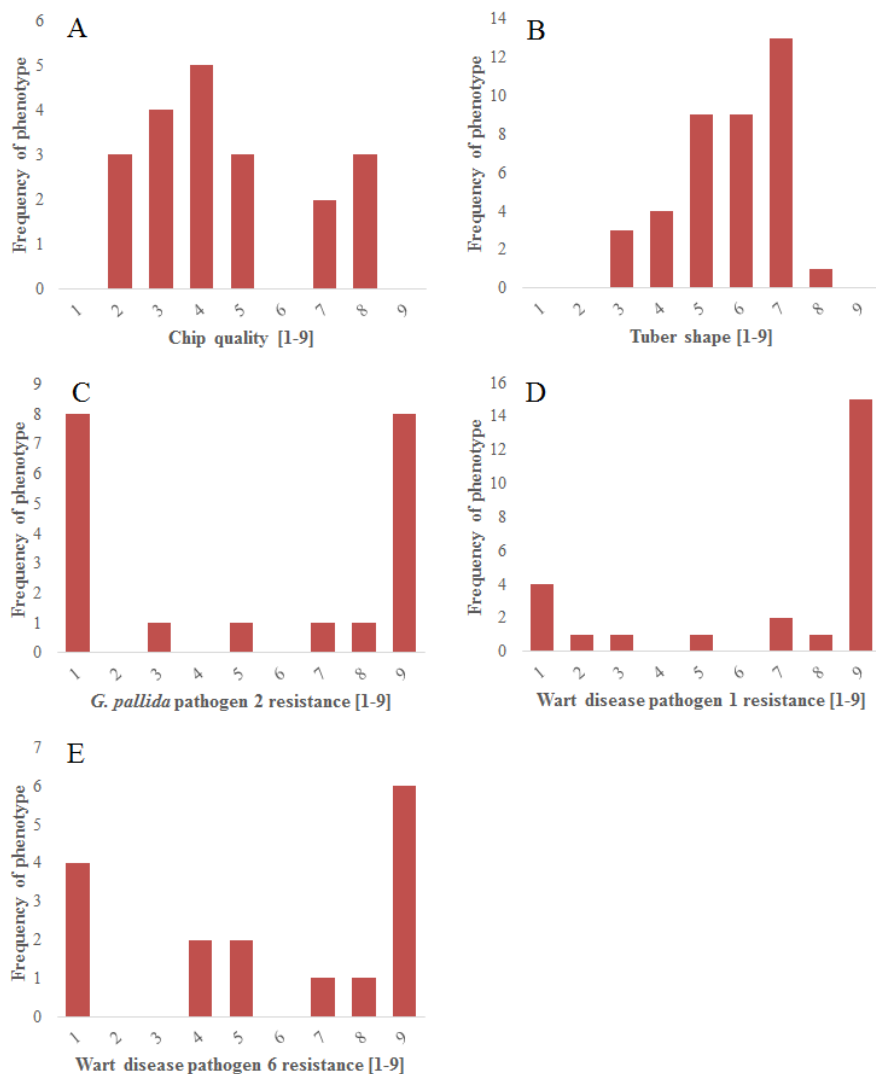 A
Frequency of phenotype
6
5
4
3
2
1
0
1 2 3 4 5 6 7 8 9
Chip quality [1-9]
B
Frequency of phenotype
14
12
10
8
6
4
2
0
1 2 3 4 5 6 7 8 9
Tuber shape [1-9]
C
Frequency of phenotype
9
8
7
6
5
4
3
2
1
0
1 2 3 4 5 6 7 8 9
G. pallida pathogen 2 resistance [1-9]
D
Frequency of phenotype
16
14
12
10
8
6
4
2
0
1 2 3 4 5 6 7 8 9
Wart disease pathogen 1 resistance [1-9]
E
Frequency of phenotype
7
6
5
4
3
2
1
0
1 2 3 4 5 6 7 8 9
Wart disease pathogen 6 resistance [1-9]